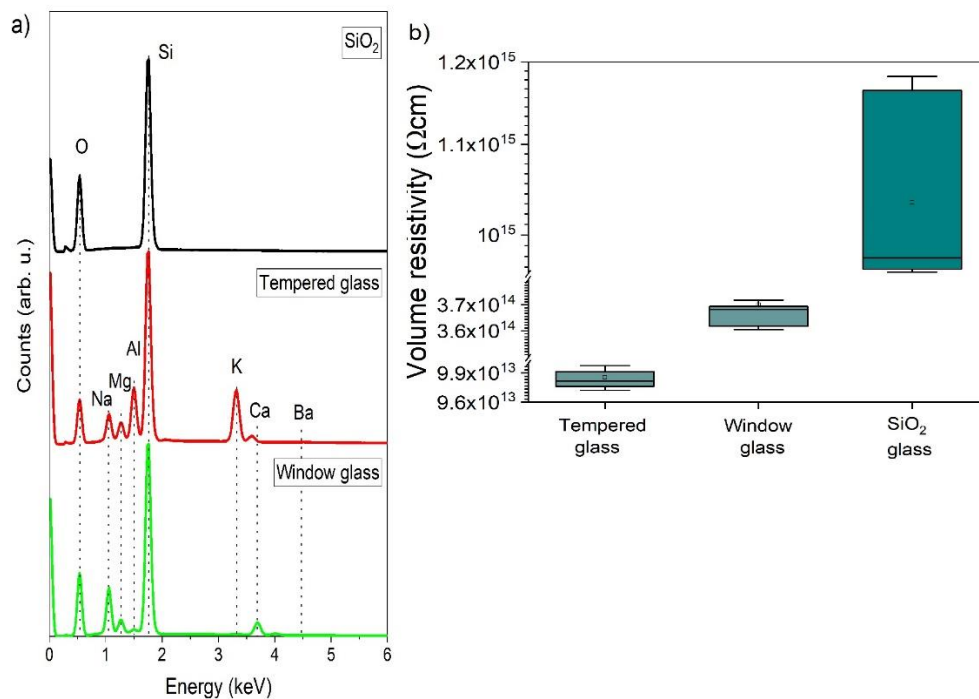 a)
SiO2
Si
O
Tempered glass
Al
K
Na
Mg
Ca
Ba
Window glass
Counts (arb. u.)
0
1
2
3
4
5
6
Energy (keV)
b)
1.2x10^15
1.1x10^15
10^15
3.7x10^14
3.6x10^14
9.9x10^13
9.6x10^13
Volume resistivity (Ωcm)
Tempered
glass
Window
glass
SiO2
glass